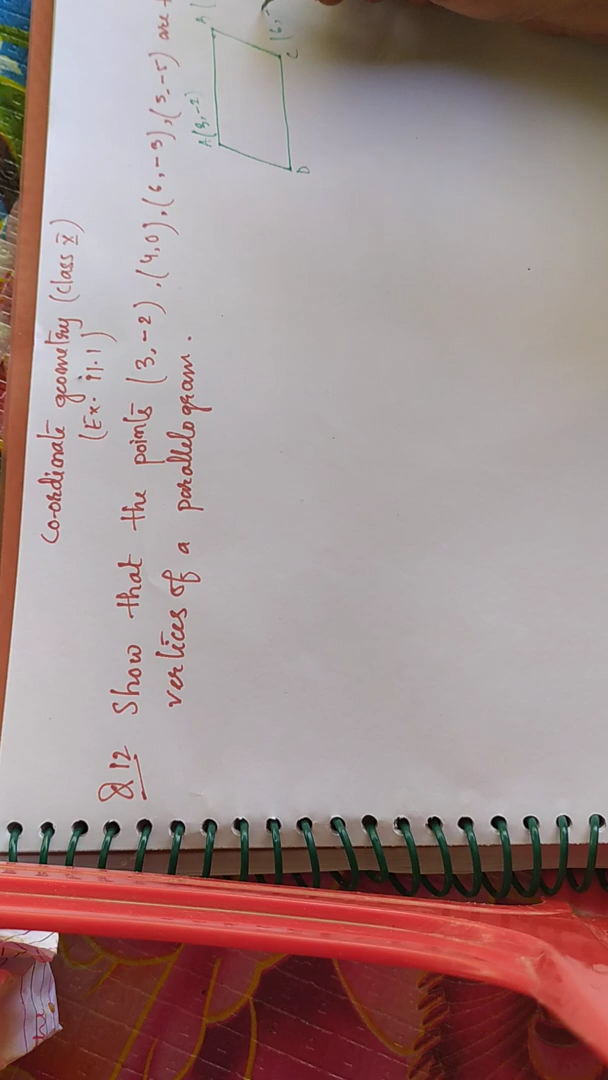 Co-ordinate geometry (Class X)
(Ex. 11.1)
Q12 Show that the points (3, -2), (4,0), (6, -3), (5, -5) are
vertices of a parallelogram.
A(3, -2)
B
C (6, -
D